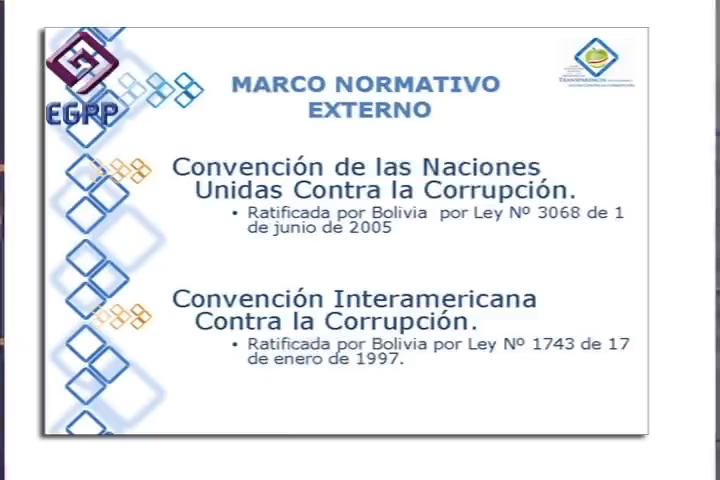 EGPP
TRANSPARENCIA
MARCO NORMATIVO
EXTERNO
Convención de las Naciones
Unidas Contra la Corrupción.
• Ratificada por Bolivia por Ley Nº 3068 de 1
de junio de 2005
Convención Interamericana
Contra la Corrupción.
• Ratificada por Bolivia por Ley Nº 1743 de 17
de enero de 1997.